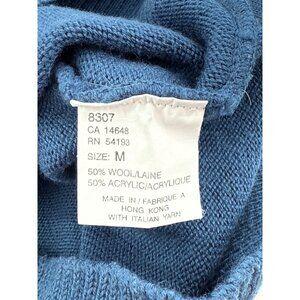 8307
CA 14648
RN 54193
SIZE: M
50% WOOL/LAINE
50% ACRYLIC/ACRYLIQUE
MADE IN / FABRIQUE A
HONG KONG
WITH ITALIAN YARN